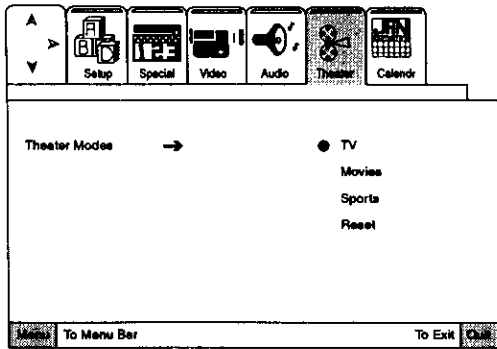 Setup Special Video Audio Theater Calendr
Theater Modes TV
Movies
Sports
Reset
Menu To Menu Bar To Exit Quit